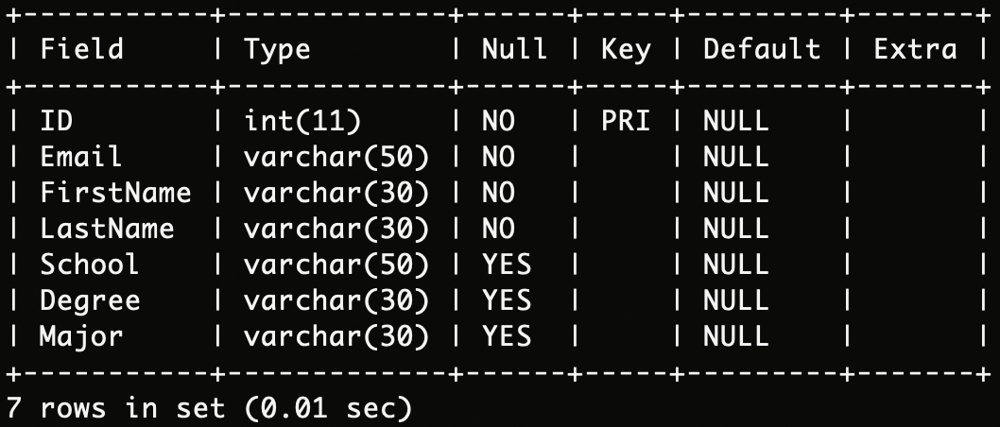 +-----------+-------------+------+-----+---------+-------+
| Field     | Type        | Null | Key | Default | Extra |
+-----------+-------------+------+-----+---------+-------+
| ID        | int(11)     | NO   | PRI | NULL    |       |
| Email     | varchar(50) | NO   |     | NULL    |       |
| FirstName | varchar(30) | NO   |     | NULL    |       |
| LastName  | varchar(30) | NO   |     | NULL    |       |
| School    | varchar(50) | YES  |     | NULL    |       |
| Degree    | varchar(30) | YES  |     | NULL    |       |
| Major     | varchar(30) | YES  |     | NULL    |       |
+-----------+-------------+------+-----+---------+-------+
7 rows in set (0.01 sec)